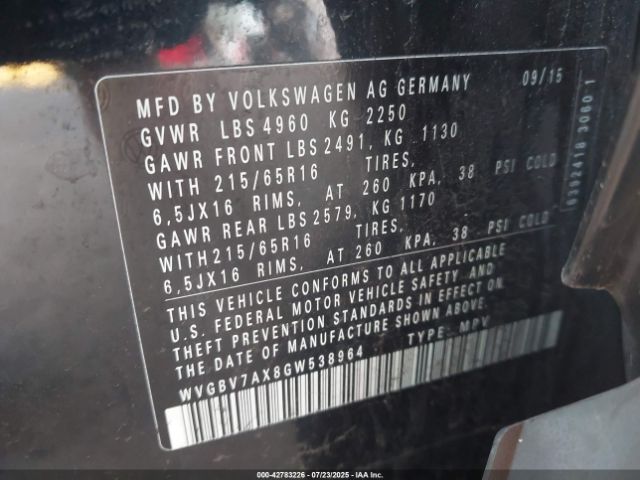 MFD BY VOLKSWAGEN AG GERMANY 09/15
GVWR LBS 4960 KG 2250
GAWR FRONT LBS 2491, KG 1130
WITH 215/65R16 TIRES,
6,5JX16 RIMS, AT 260 KPA, 38 PSI COLD
GAWR REAR LBS 2579, KG 1170
WITH 215/65R16 TIRES,
6,5JX16 RIMS, AT 260 KPA, 38 PSI COLD
THIS VEHICLE CONFORMS TO ALL APPLICABLE
U.S. FEDERAL MOTOR VEHICLE SAFETY AND
THEFT PREVENTION STANDARDS IN EFFECT ON
THE DATE OF MANUFACTURE SHOWN ABOVE.
WVGBV7AX8GW538964 TYPE: MPV
000-42783226 - 07/23/2025 - IAA, Inc.